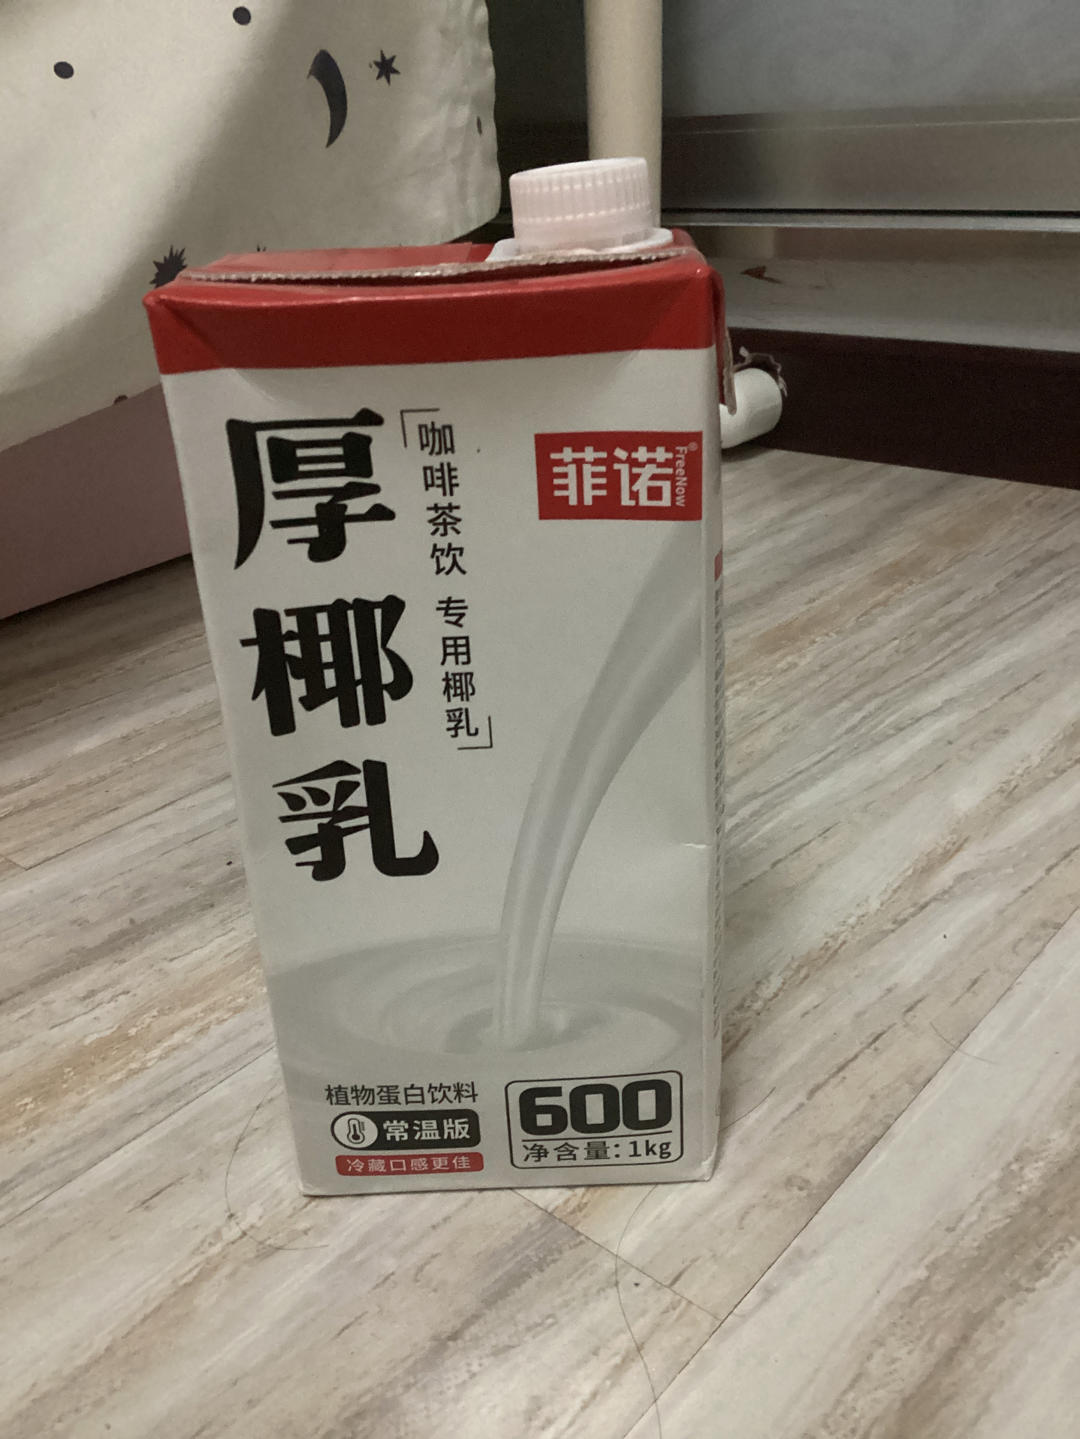 厚椰乳
「咖啡茶饮 专用椰乳」
菲诺®
FreeNow
植物蛋白饮料
常温版
冷藏口感更佳
600
净含量:1kg